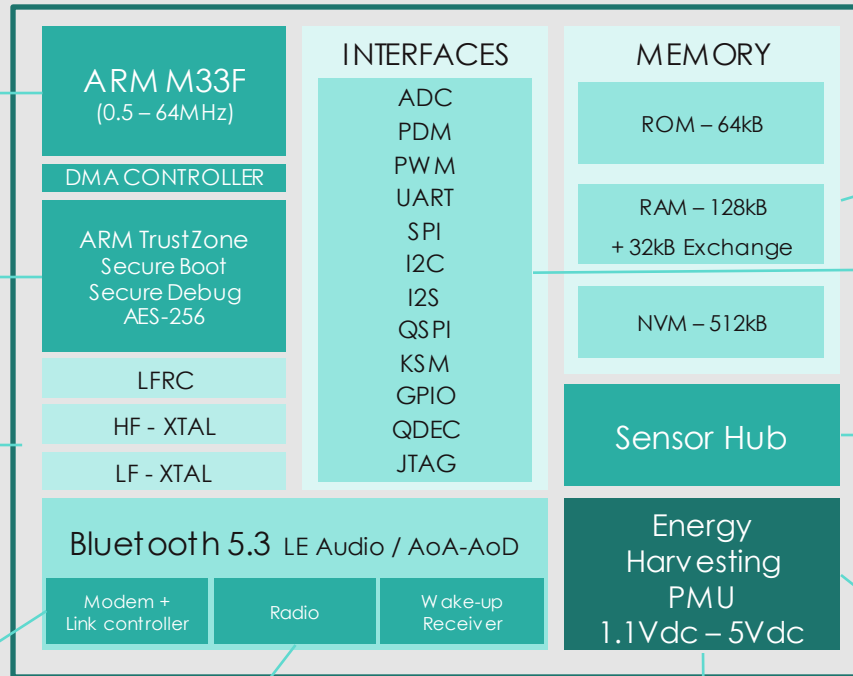 ARM M33F
(0.5 – 64MHz)
DMA CONTROLLER
ARM TrustZone
Secure Boot
Secure Debug
AES-256
LFRC
HF - XTAL
LF - XTAL
INTERFACES
ADC
PDM
PWM
UART
SPI
I2C
I2S
QSPI
KSM
GPIO
QDEC
JTAG
MEMORY
ROM – 64kB
RAM – 128kB
+ 32kB Exchange
NVM – 512kB
Sensor Hub
Bluetooth 5.3 LE Audio / AoA-AoD
Modem +
Link controller
Radio
Wake-up
Receiver
Energy
Harvesting
PMU
1.1Vdc – 5Vdc